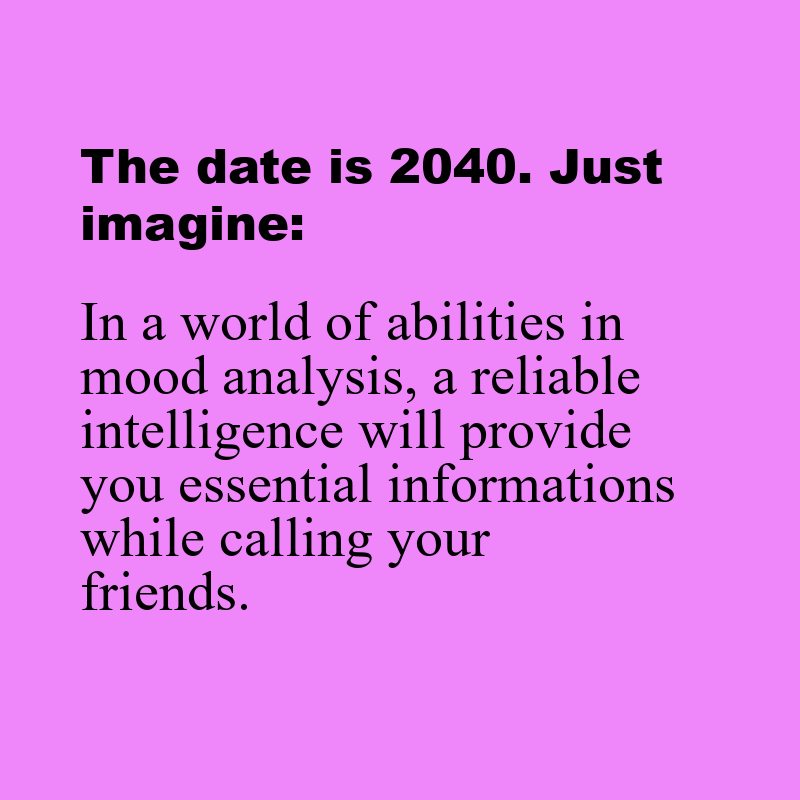 The date is 2040. Just
imagine:
In a world of abilities in
mood analysis, a reliable
intelligence will provide
you essential informations
while calling your
friends.